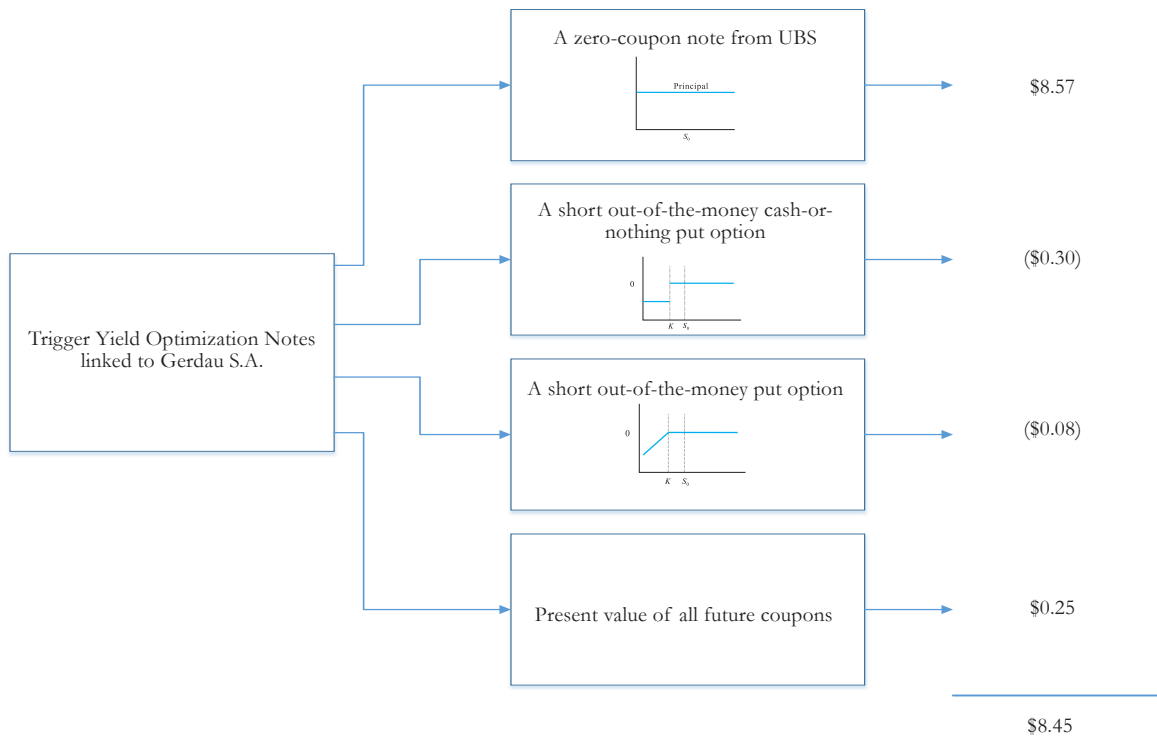 A zero-coupon note from UBS
Principal
S₀
$8.57
A short out-of-the-money cash-or-
nothing put option
0
K S₀
($0.30)
Trigger Yield Optimization Notes
linked to Gerdau S.A.
A short out-of-the-money put option
0
K S₀
($0.08)
Present value of all future coupons
$0.25
$8.45